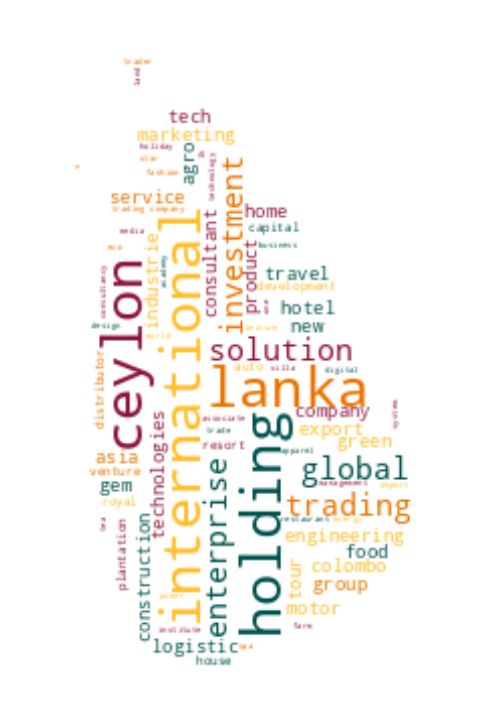 trader
land
tech
marketing
holiday
agro
star
fashion
technology
service
trading company
home
capital
business
media
eco
consultancy
industrie
academy
consultant
investment
product
travel
development
hotel
new
design
ceylon
international
world
leisure
solution
auto
villa
digital
lanka
distributor
associate
trade
company
system
export
green
resort
apparel
holding
global
asia
venture
gem
royal
technologies
enterprise
management
import
trading
restaurant
energy
tea
plantation
construction
engineering
food
tour
colombo
group
power
motor
institute
farm
logistic
spa
house